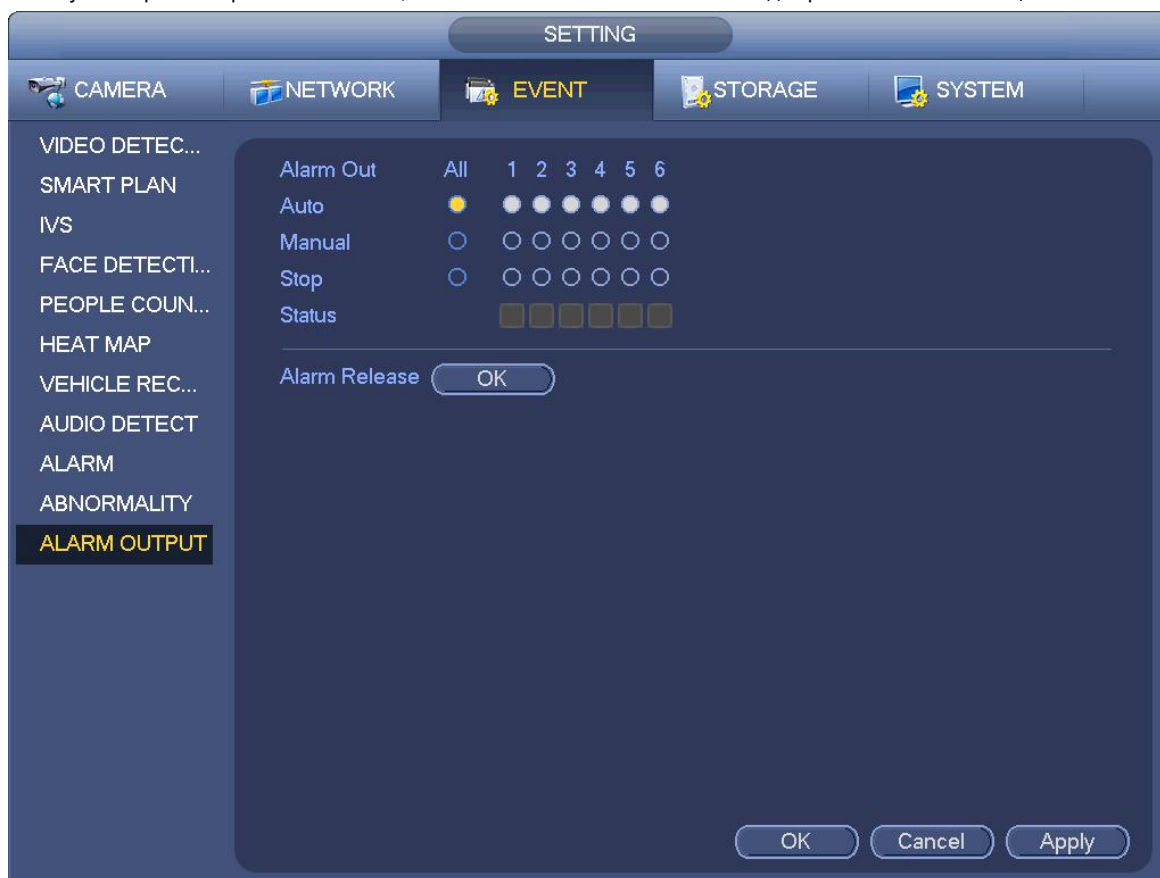 SETTING
CAMERA NETWORK EVENT STORAGE SYSTEM
VIDEO DETEC...
SMART PLAN
IVS
FACE DETECTI...
PEOPLE COUN...
HEAT MAP
VEHICLE REC...
AUDIO DETECT
ALARM
ABNORMALITY
ALARM OUTPUT
Alarm Out All 1 2 3 4 5 6
Auto
Manual
Stop
Status
Alarm Release OK
OK Cancel Apply